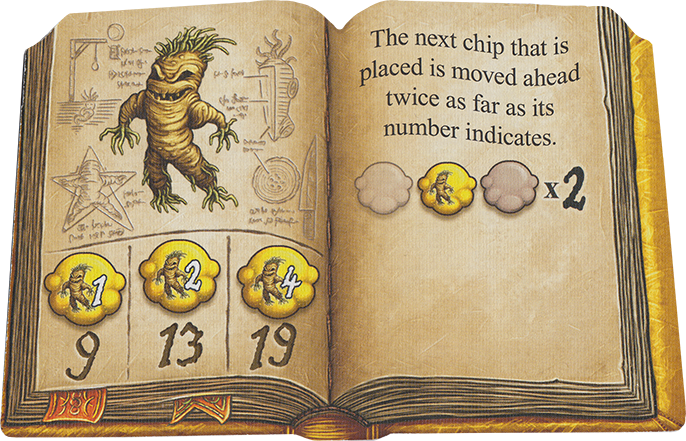 1
2
4
9
13
19
The next chip that is
placed is moved ahead
twice as far as its
number indicates.
x2